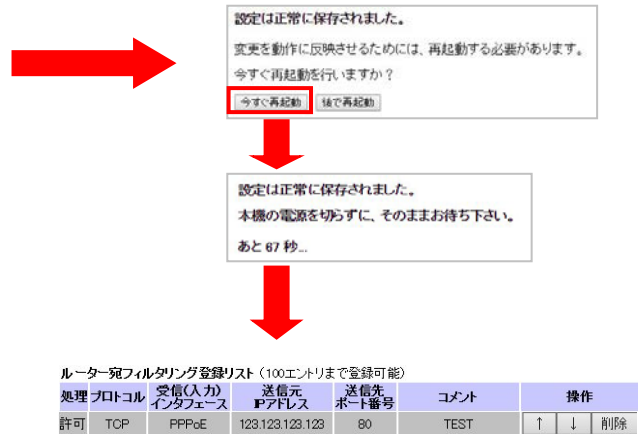 設定は正常に保存されました。
変更を動作に反映させるためには、再起動する必要があります。
今すぐ再起動を行いますか？
今すぐ再起動 後で再起動
設定は正常に保存されました。
本機の電源を切らずに、そのままお待ち下さい。
あと 67 秒...
ルーター宛フィルタリング登録リスト（100エントリまで登録可能）
処理 プロトコル 受信(入力)インタフェース 送信元IPアドレス 送信先ポート番号 コメント 操作
許可 TCP PPPoE 123.123.123.123 80 TEST ↑ ↓ 削除